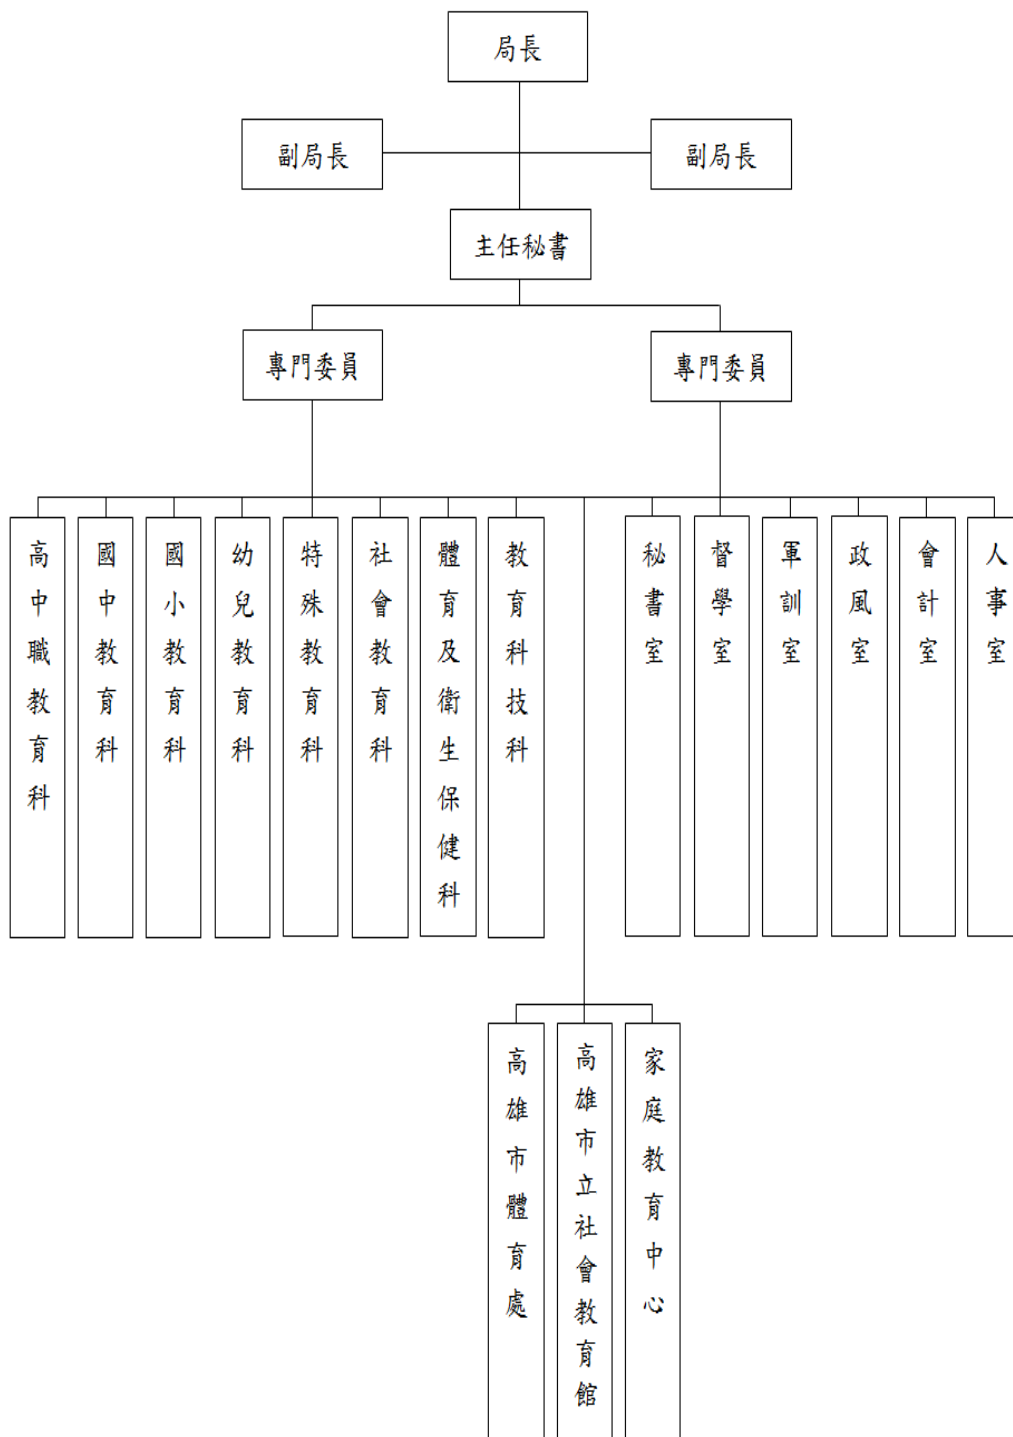 局長
副局長
副局長
主任秘書
專門委員
專門委員
高中職教育科
國中教育科
國小教育科
幼兒教育科
特殊教育科
社會教育科
體育及衛生保健科
教育科技科
秘書室
督學室
軍訓室
政風室
會計室
人事室
高雄市體育處
高雄市立社會教育館
家庭教育中心